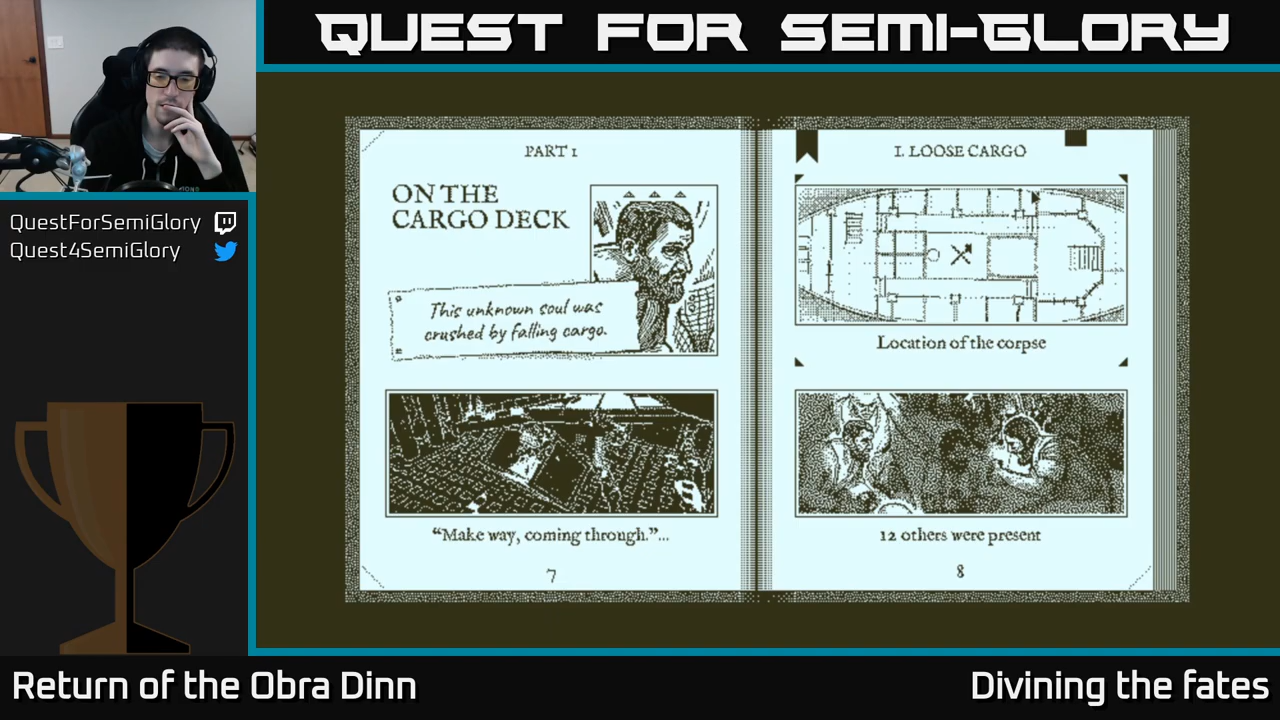 QUEST FOR SEMI-GLORY
QuestForSemiGlory
Quest4SemiGlory
PART 1
ON THE
CARGO DECK
This unknown soul was
crushed by falling cargo.
"Make way, coming through."...
7
I. LOOSE CARGO
Location of the corpse
12 others were present
8
Return of the Obra Dinn
Divining the fates